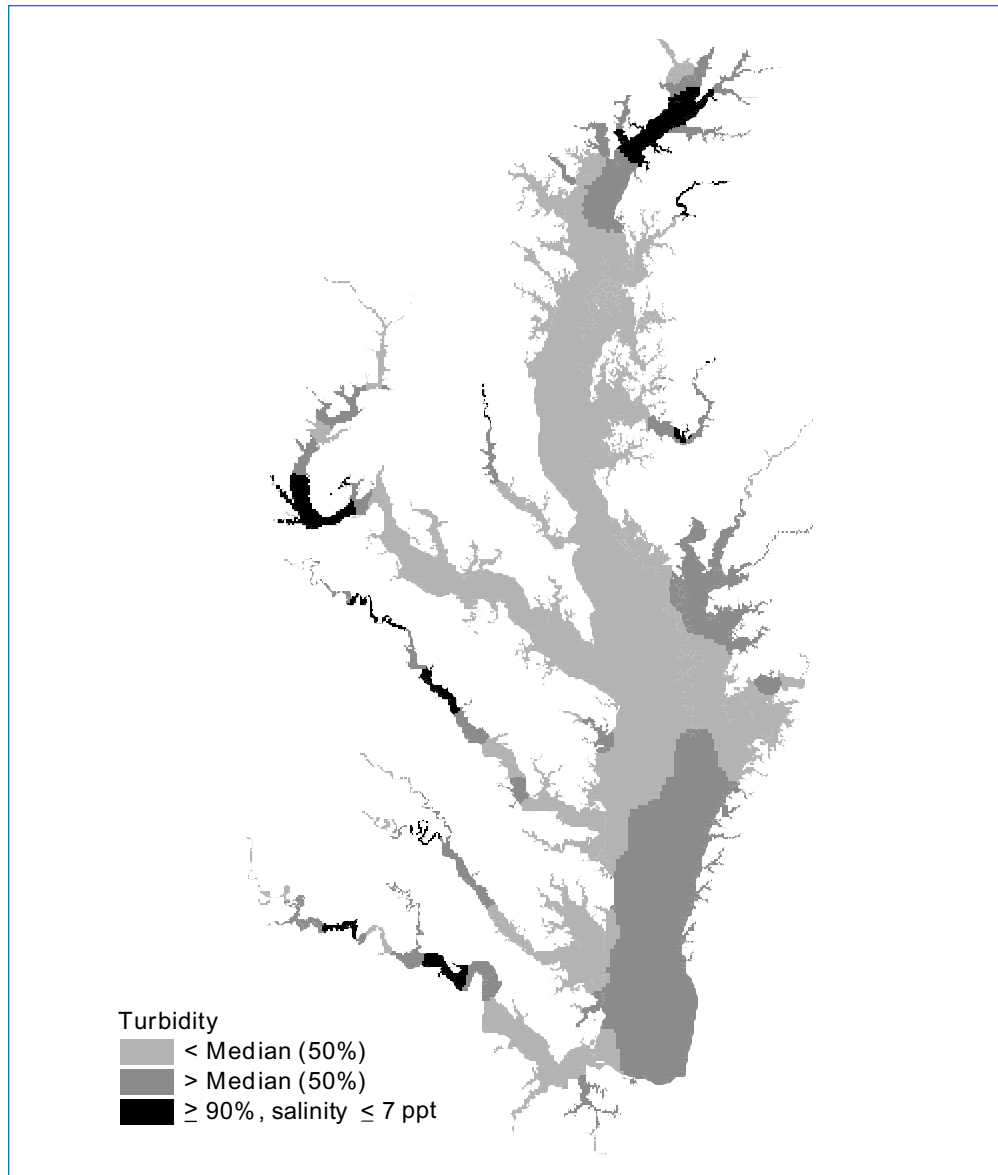 Turbidity
< Median (50%)
> Median (50%)
≥ 90%, salinity ≤ 7 ppt